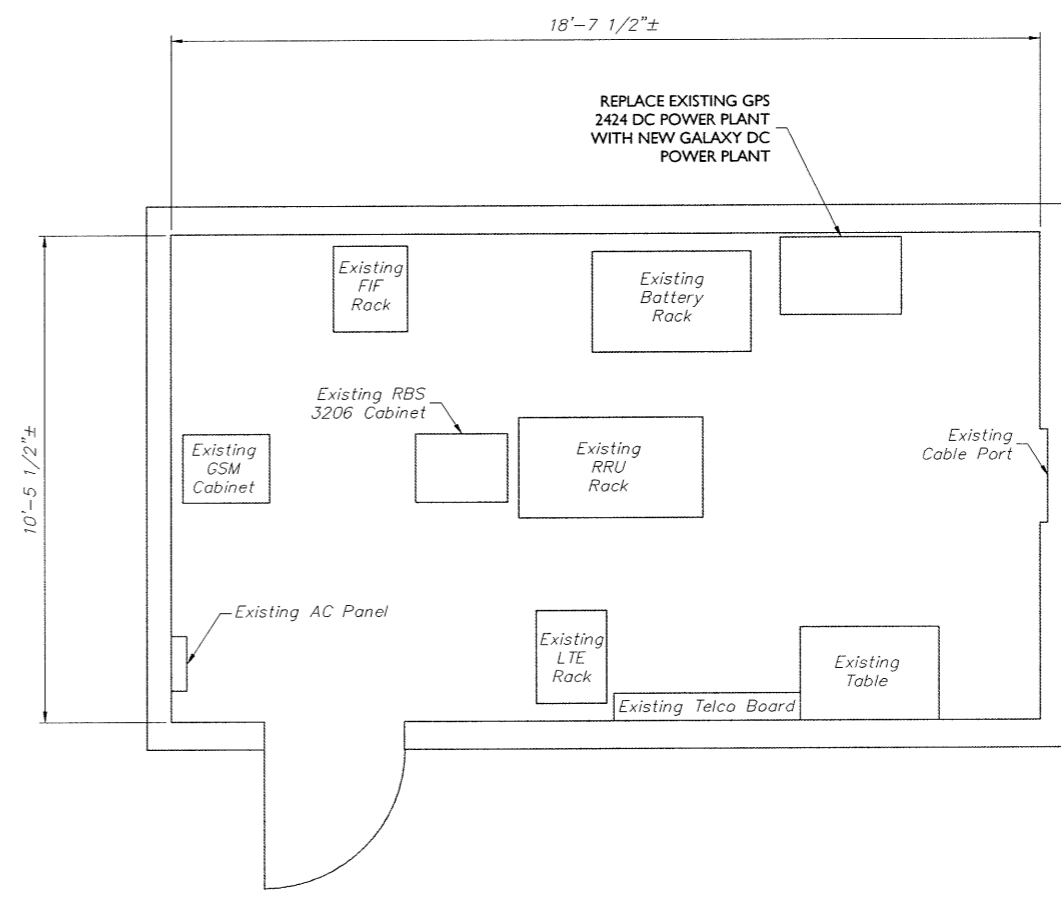 18'-7 1/2"±
REPLACE EXISTING GPS
2424 DC POWER PLANT
WITH NEW GALAXY DC
POWER PLANT
Existing
FIF
Rack
Existing
Battery
Rack
Existing RBS
3206 Cabinet
Existing
GSM
Cabinet
Existing
RRU
Rack
Existing
Cable Port
10'-5 1/2"±
Existing AC Panel
Existing
LTE
Rack
Existing
Table
Existing Telco Board